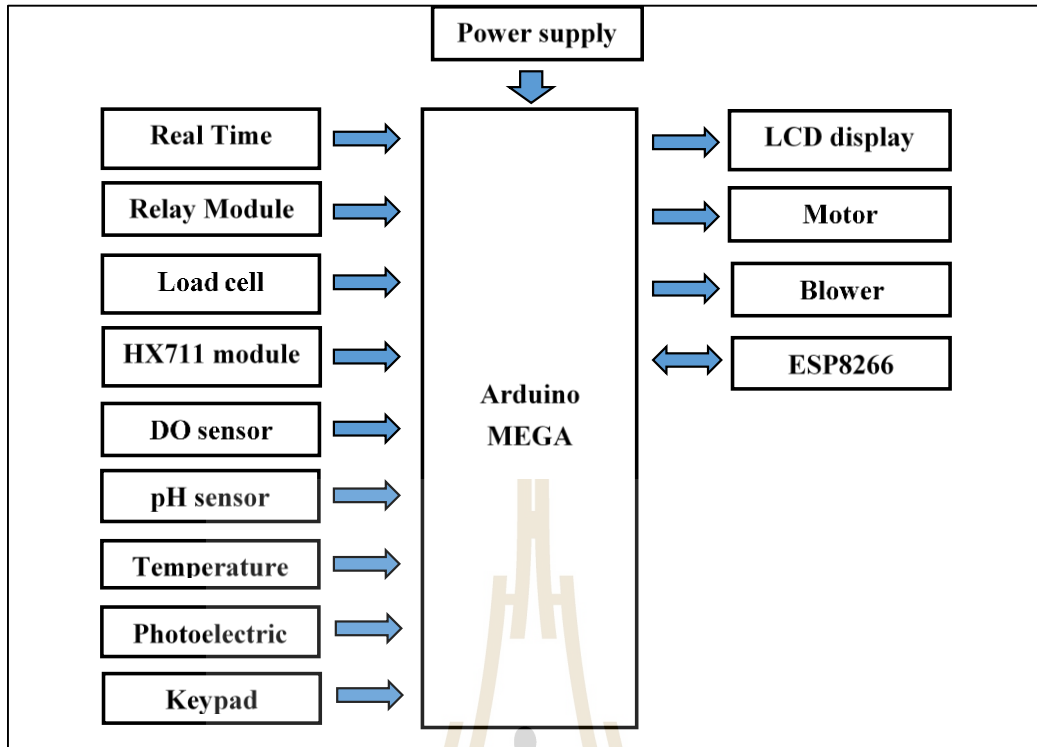 Power supply
Real Time
Relay Module
Load cell
HX711 module
DO sensor
pH sensor
Temperature
Photoelectric
Keypad
Arduino
MEGA
LCD display
Motor
Blower
ESP8266